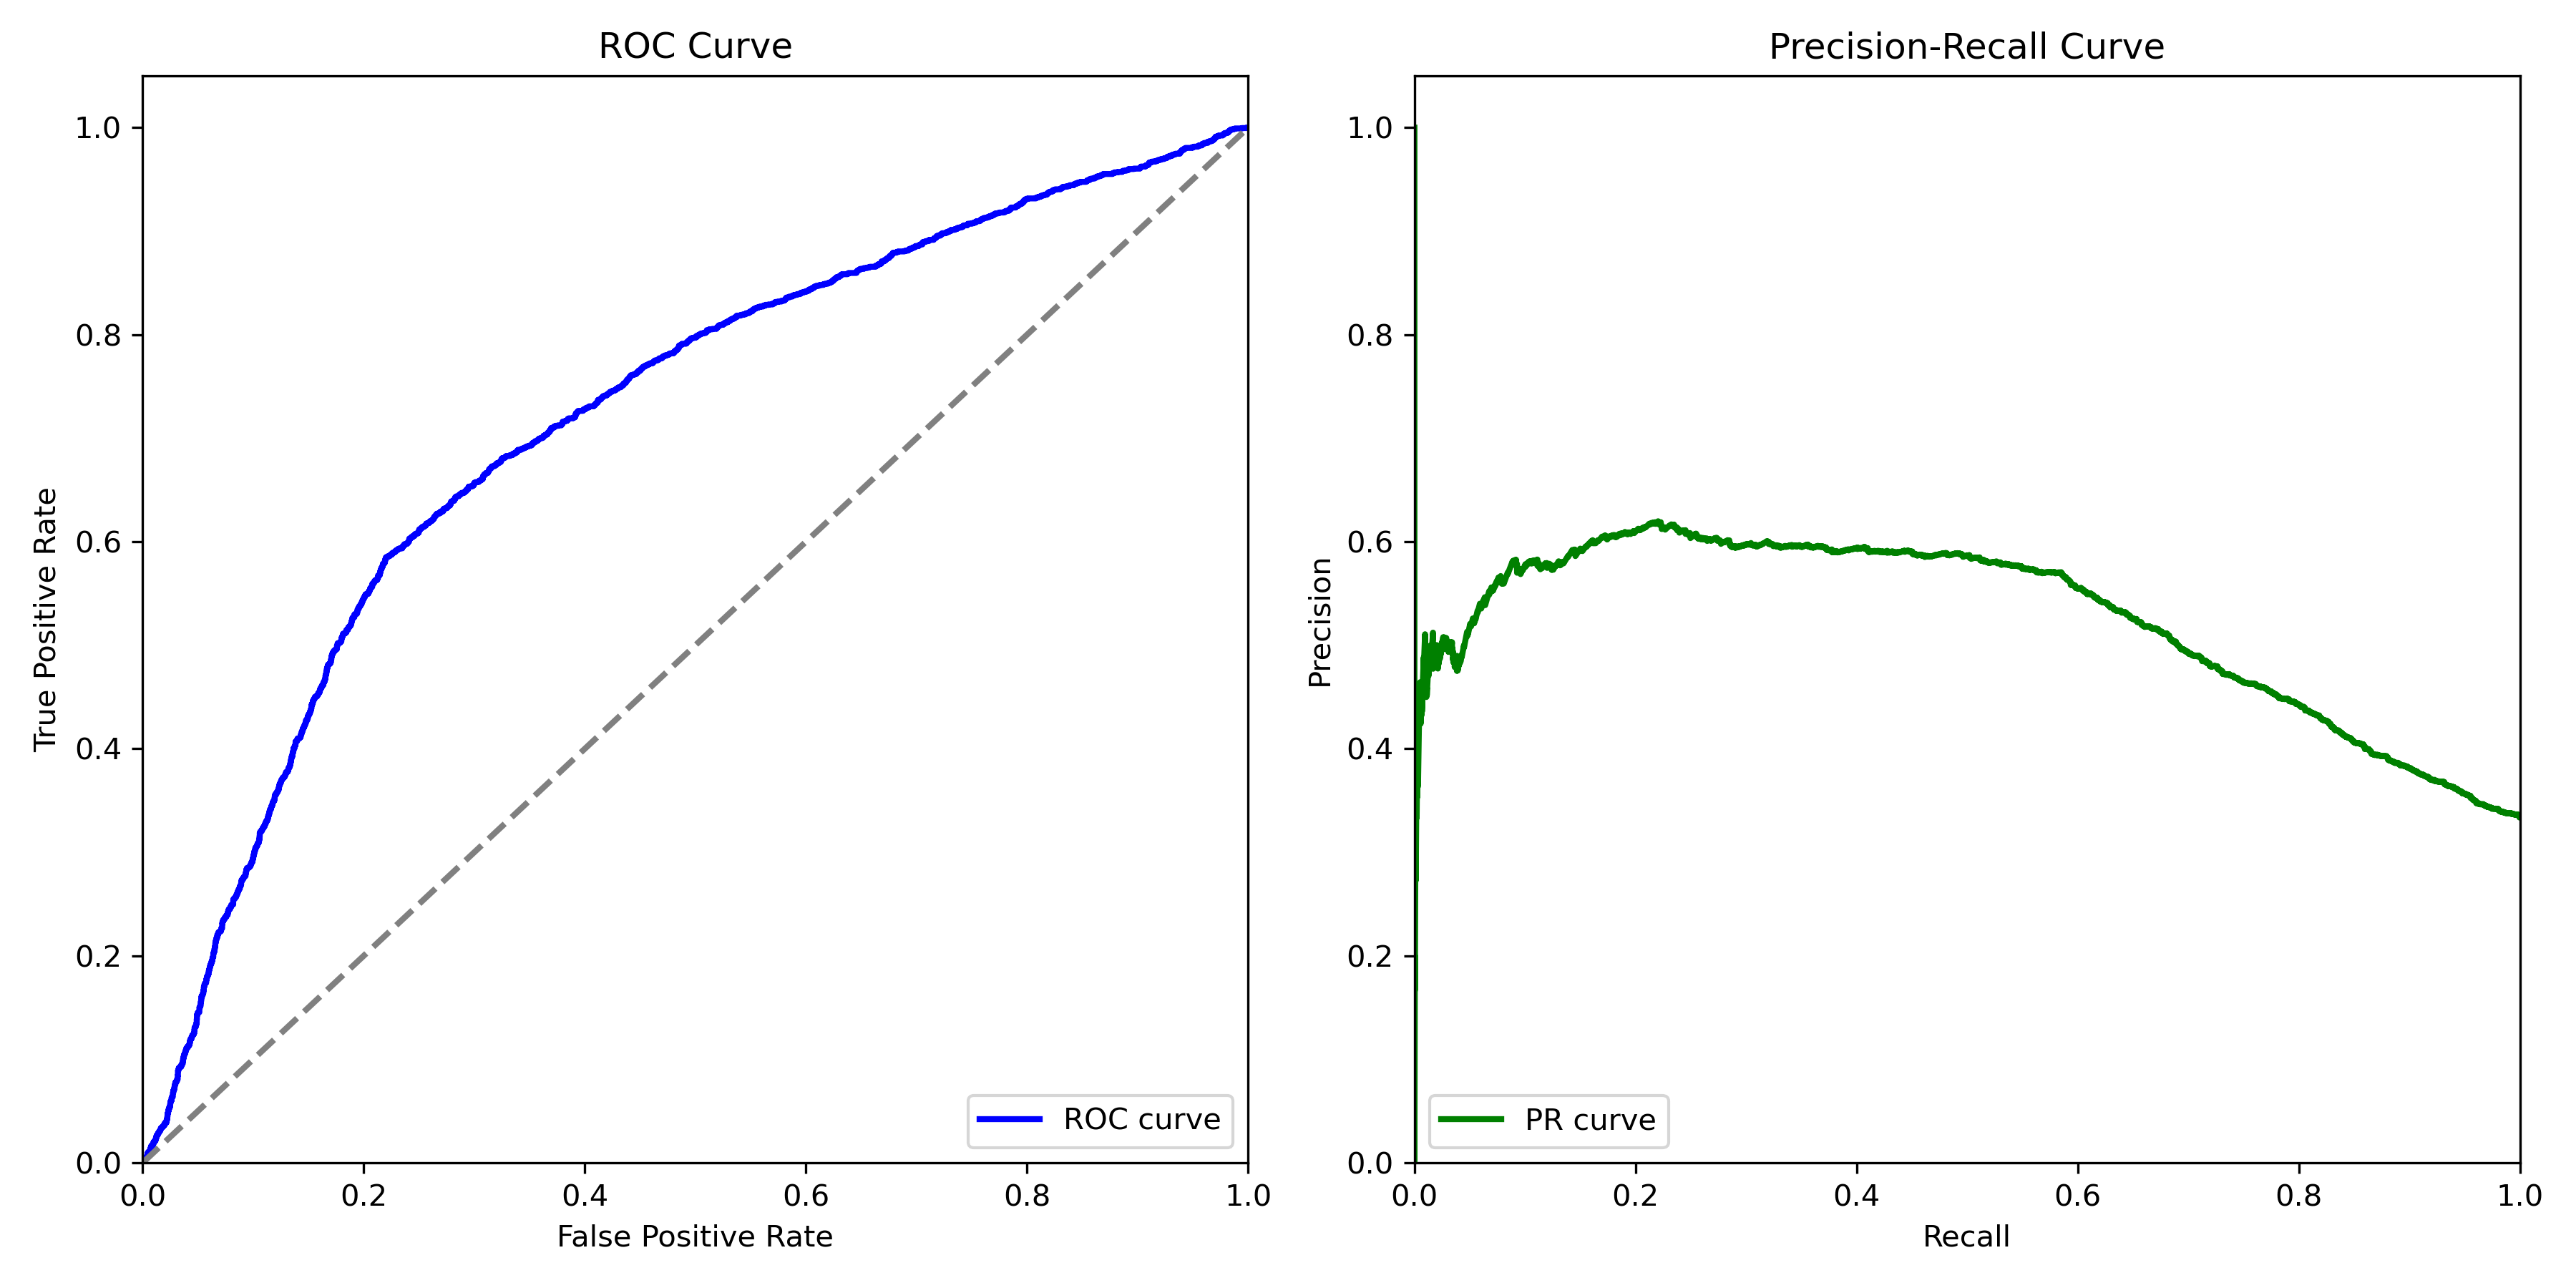 ROC Curve
1.0
0.8
0.6
0.4
0.2
0.0
True Positive Rate
0.0 0.2 0.4 0.6 0.8 1.0
False Positive Rate
ROC curve
Precision-Recall Curve
1.0
0.8
0.6
0.4
0.2
0.0
Precision
0.0 0.2 0.4 0.6 0.8 1.0
Recall
PR curve